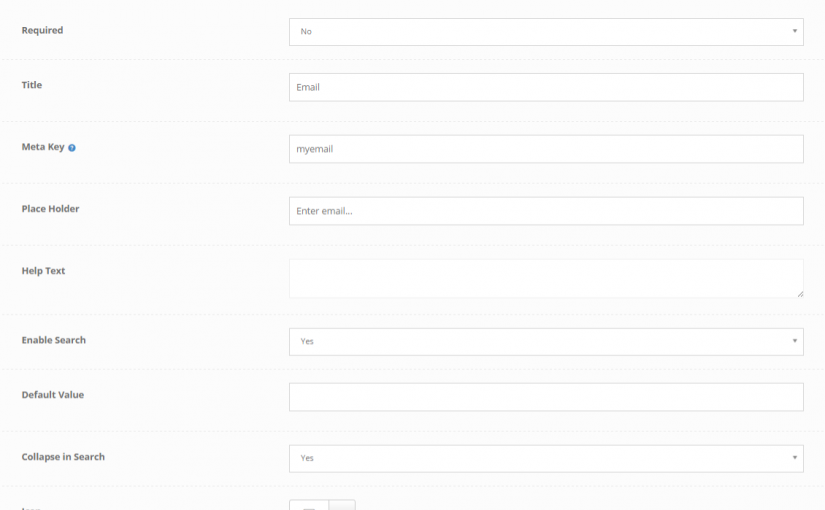 Required
No
Title
Email
Meta Key ?
myemail
Place Holder
Enter email...
Help Text
Enable Search
Yes
Default Value
Collapse in Search
Yes